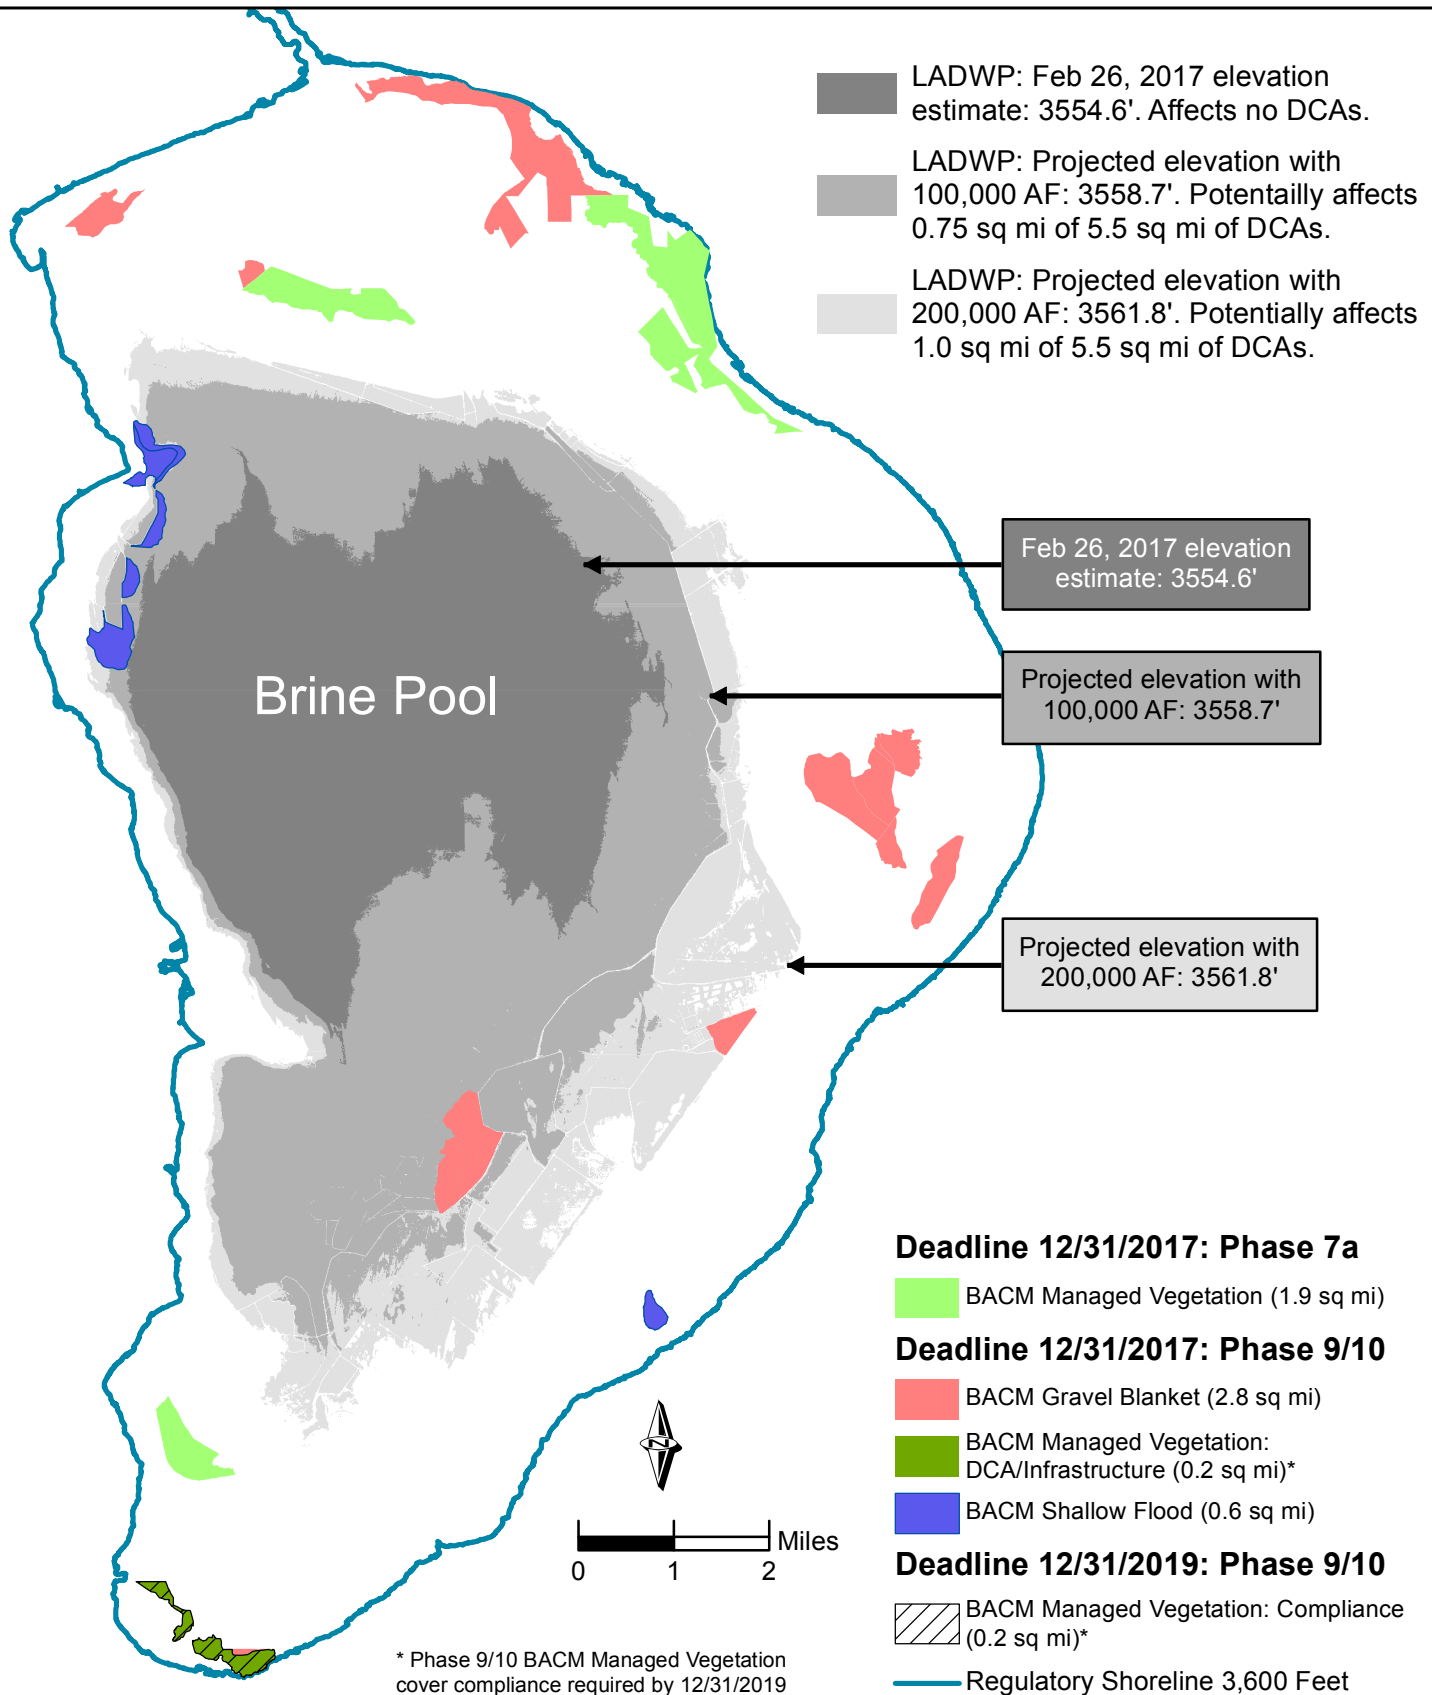 LADWP: Feb 26, 2017 elevation
estimate: 3554.6'. Affects no DCAs.
LADWP: Projected elevation with
100,000 AF: 3558.7'. Potentailly affects
0.75 sq mi of 5.5 sq mi of DCAs.
LADWP: Projected elevation with
200,000 AF: 3561.8'. Potentially affects
1.0 sq mi of 5.5 sq mi of DCAs.
Feb 26, 2017 elevation
estimate: 3554.6'
Brine Pool
Projected elevation with
100,000 AF: 3558.7'
Projected elevation with
200,000 AF: 3561.8'
Deadline 12/31/2017: Phase 7a
BACM Managed Vegetation (1.9 sq mi)
Deadline 12/31/2017: Phase 9/10
BACM Gravel Blanket (2.8 sq mi)
BACM Managed Vegetation:
DCA/Infrastructure (0.2 sq mi)*
BACM Shallow Flood (0.6 sq mi)
Deadline 12/31/2019: Phase 9/10
BACM Managed Vegetation: Compliance
(0.2 sq mi)*
Regulatory Shoreline 3,600 Feet
N
Miles
0 1 2
* Phase 9/10 BACM Managed Vegetation
cover compliance required by 12/31/2019